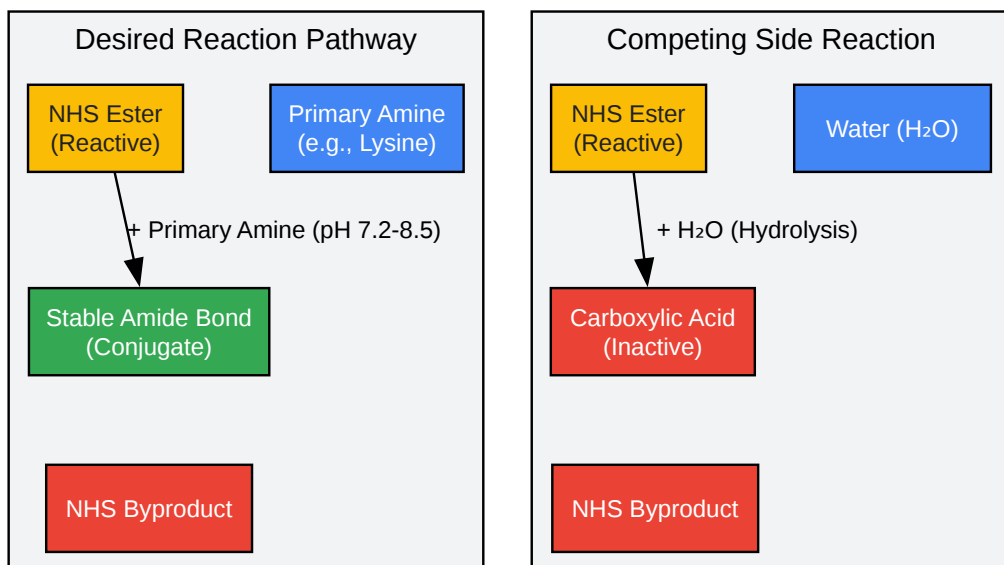 Desired Reaction Pathway
NHS Ester
(Reactive)
Primary Amine
(e.g., Lysine)
+ Primary Amine (pH 7.2-8.5)
Stable Amide Bond
(Conjugate)
NHS Byproduct
Competing Side Reaction
NHS Ester
(Reactive)
Water (H₂O)
+ H₂O (Hydrolysis)
Carboxylic Acid
(Inactive)
NHS Byproduct